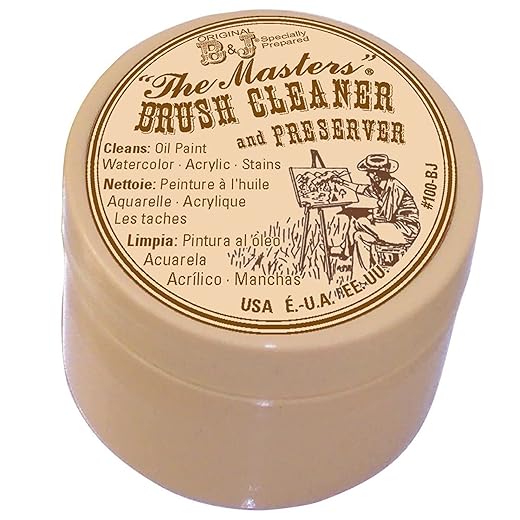 ORIGINAL
B&J Specially
Prepared
"The Masters"®
BRUSH CLEANER
and PRESERVER
Cleans: Oil Paint
Watercolor · Acrylic · Stains
Nettoie: Peinture à l'huile
Aquarelle · Acrylique
Les taches
Limpia: Pintura al óleo
Acuarela
Acrílico · Manchas
USA É.-U.A. EE-UU.
#100-BJ